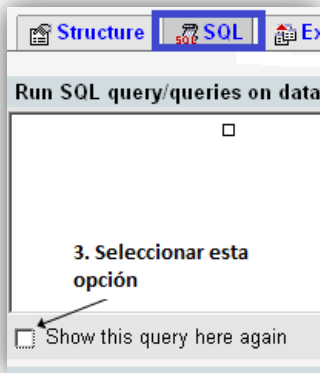 Structure SQL Ex
Run SQL query/queries on data
3. Seleccionar esta
opción
Show this query here again